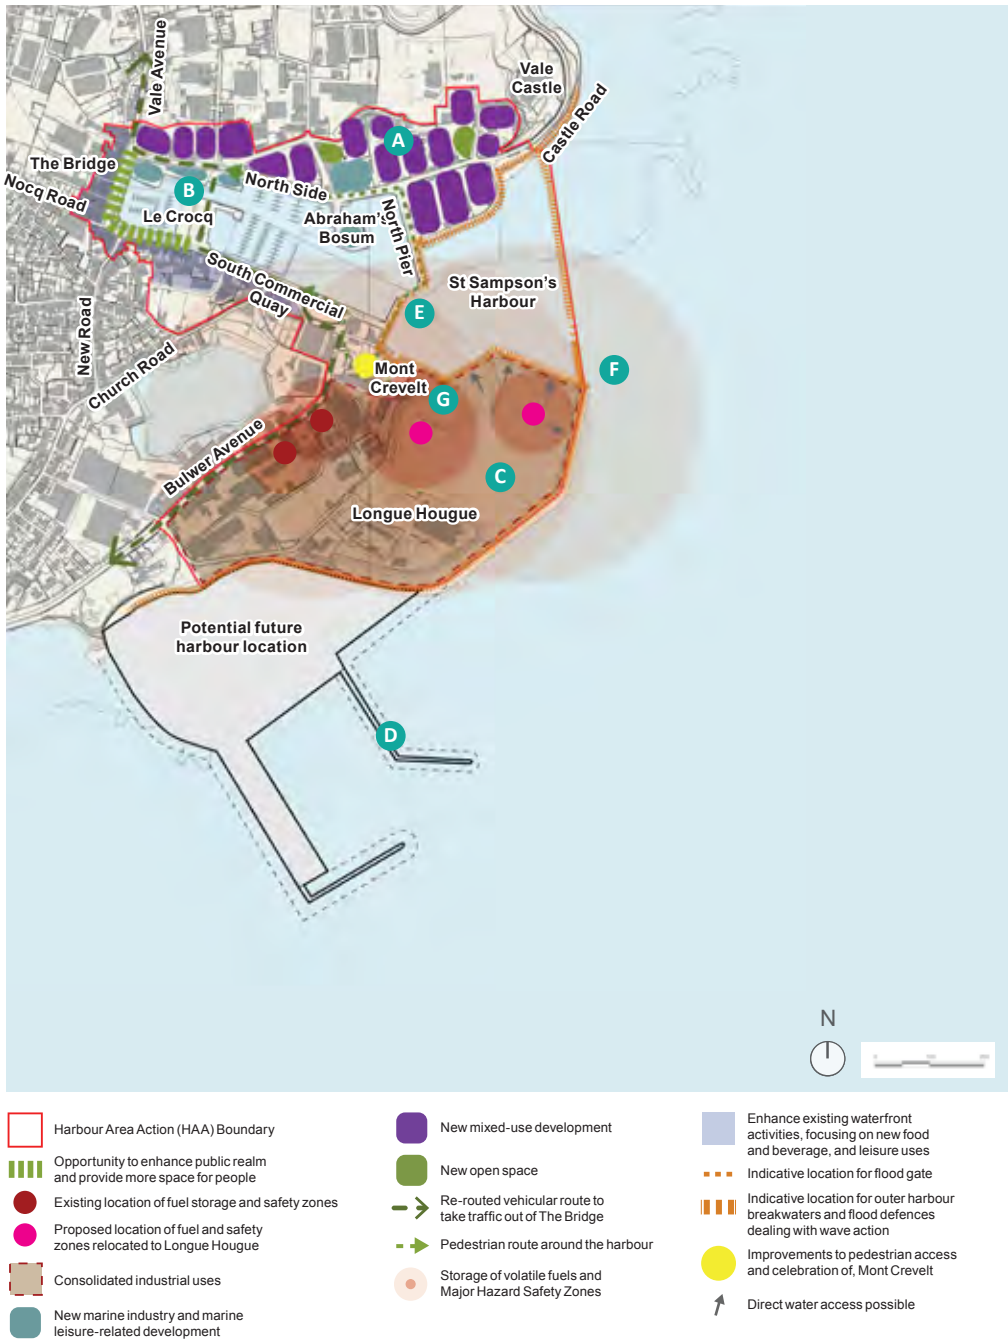 Vale Avenue
Vale
Castle
Castle Road
A
The Bridge
Nocq Road
B
Le Crocq
North Side
Abraham's
Bosum
North Pier
South Commercial
Quay
St Sampson's
Harbour
E
New Road
Church Road
Mont
Crevelt
F
G
Bulwer Avenue
C
Longue Hougue
Potential future
harbour location
D
N
Harbour Area Action (HAA) Boundary
Opportunity to enhance public realm
and provide more space for people
Existing location of fuel storage and safety zones
Proposed location of fuel and safety
zones relocated to Longue Hougue
Consolidated industrial uses
New marine industry and marine
leisure-related development
New mixed-use development
New open space
Re-routed vehicular route to
take traffic out of The Bridge
Pedestrian route around the harbour
Storage of volatile fuels and
Major Hazard Safety Zones
Enhance existing waterfront
activities, focusing on new food
and beverage, and leisure uses
Indicative location for flood gate
Indicative location for outer harbour
breakwaters and flood defences
dealing with wave action
Improvements to pedestrian access
and celebration of, Mont Crevelt
Direct water access possible